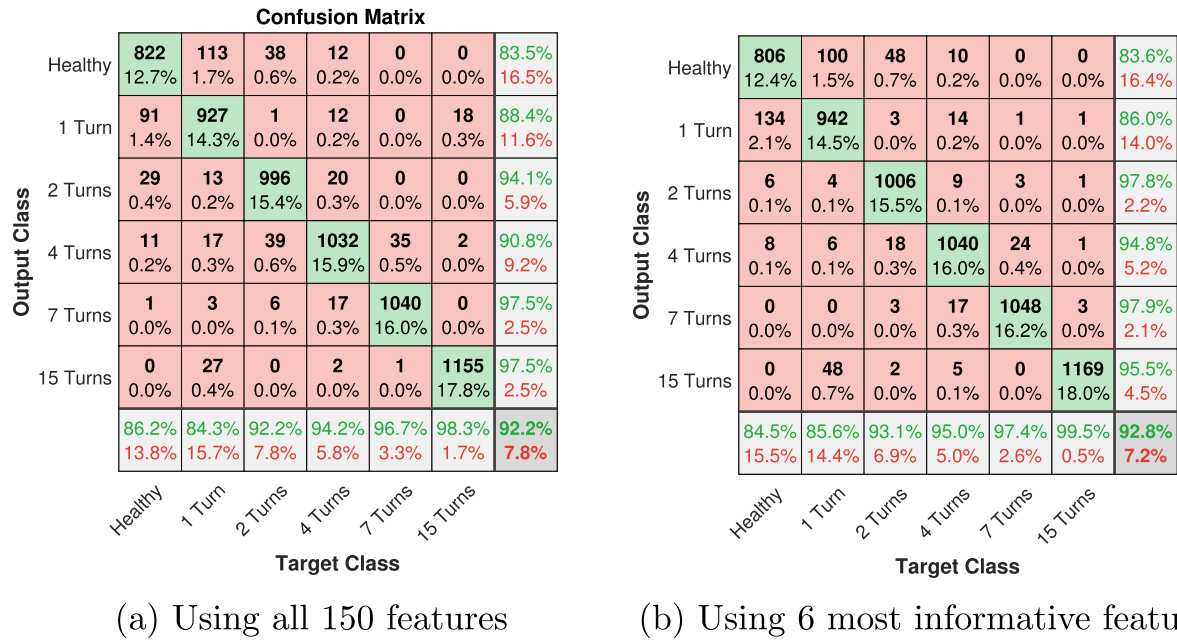 Confusion Matrix
Output Class
Healthy 822 113 38 12 0 0 83.5%
12.7% 1.7% 0.6% 0.2% 0.0% 0.0% 16.5%
1 Turn 91 927 1 12 0 18 88.4%
1.4% 14.3% 0.0% 0.2% 0.0% 0.3% 11.6%
2 Turns 29 13 996 20 0 0 94.1%
0.4% 0.2% 15.4% 0.3% 0.0% 0.0% 5.9%
4 Turns 11 17 39 1032 35 2 90.8%
0.2% 0.3% 0.6% 15.9% 0.5% 0.0% 9.2%
7 Turns 1 3 6 17 1040 0 97.5%
0.0% 0.0% 0.1% 0.3% 16.0% 0.0% 2.5%
15 Turns 0 27 0 2 1 1155 97.5%
0.0% 0.4% 0.0% 0.0% 0.0% 17.8% 2.5%
86.2% 84.3% 92.2% 94.2% 96.7% 98.3% 92.2%
13.8% 15.7% 7.8% 5.8% 3.3% 1.7% 7.8%
Healthy 1 Turn 2 Turns 4 Turns 7 Turns 15 Turns
Target Class
(a) Using all 150 features
Output Class
Healthy 806 100 48 10 0 0 83.6%
12.4% 1.5% 0.7% 0.2% 0.0% 0.0% 16.4%
1 Turn 134 942 3 14 1 1 86.0%
2.1% 14.5% 0.0% 0.2% 0.0% 0.0% 14.0%
2 Turns 6 4 1006 9 3 1 97.8%
0.1% 0.1% 15.5% 0.1% 0.0% 0.0% 2.2%
4 Turns 8 6 18 1040 24 1 94.8%
0.1% 0.1% 0.3% 16.0% 0.4% 0.0% 5.2%
7 Turns 0 0 3 17 1048 3 97.9%
0.0% 0.0% 0.0% 0.3% 16.2% 0.0% 2.1%
15 Turns 0 48 2 5 0 1169 95.5%
0.0% 0.7% 0.0% 0.1% 0.0% 18.0% 4.5%
84.5% 85.6% 93.1% 95.0% 97.4% 99.5% 92.8%
15.5% 14.4% 6.9% 5.0% 2.6% 0.5% 7.2%
Healthy 1 Turn 2 Turns 4 Turns 7 Turns 15 Turns
Target Class
(b) Using 6 most informative featu